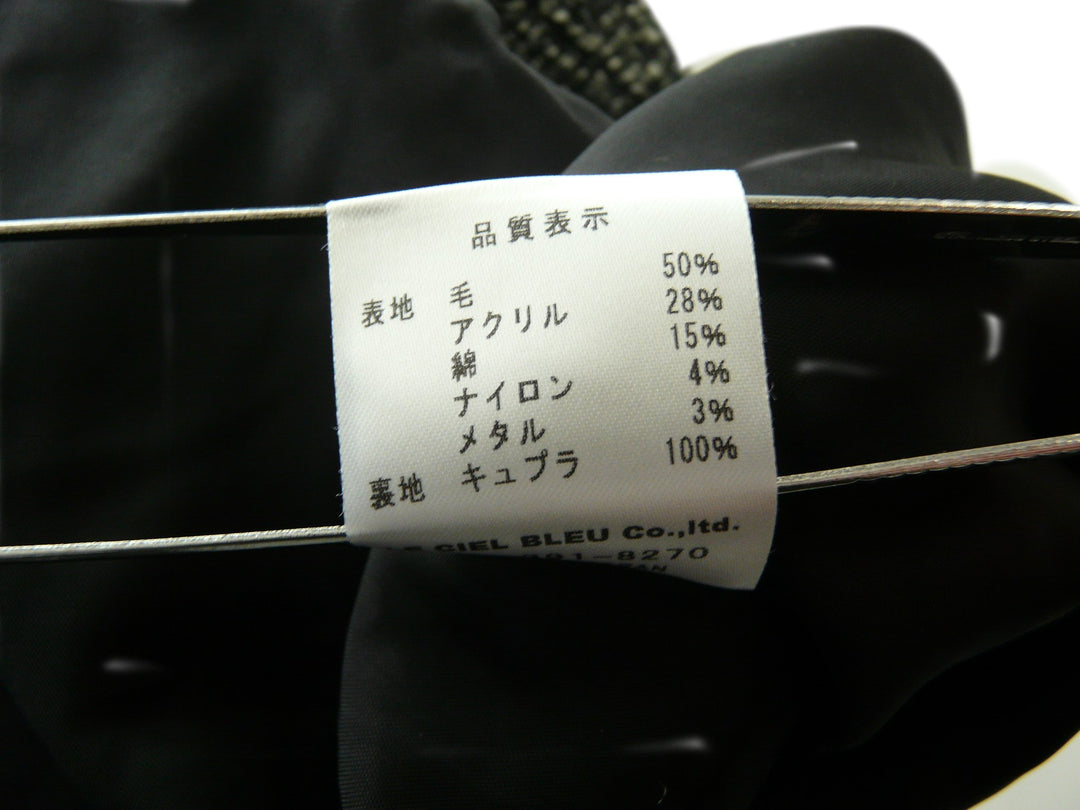 品質表示
表地 毛 50%
アクリル 28%
綿 15%
ナイロン 4%
メタル 3%
裏地 キュプラ 100%
CIEL BLEU Co.,ltd.
-8270